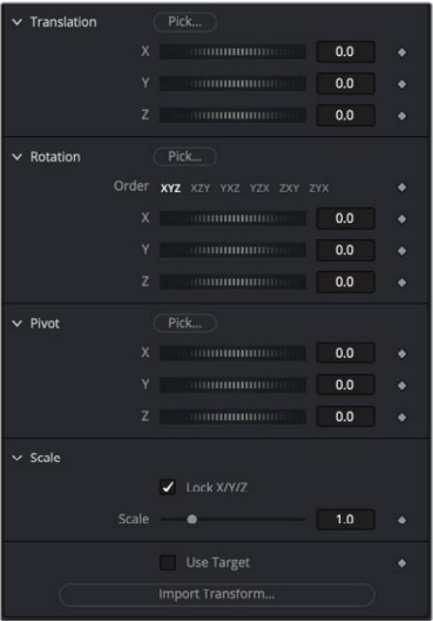 Translation Pick...
X 0.0
Y 0.0
Z 0.0
Rotation Pick...
Order XYZ XZY YXZ YZX ZXY ZYX
X 0.0
Y 0.0
Z 0.0
Pivot Pick...
X 0.0
Y 0.0
Z 0.0
Scale
Lock X/Y/Z
Scale 1.0
Use Target
Import Transform...